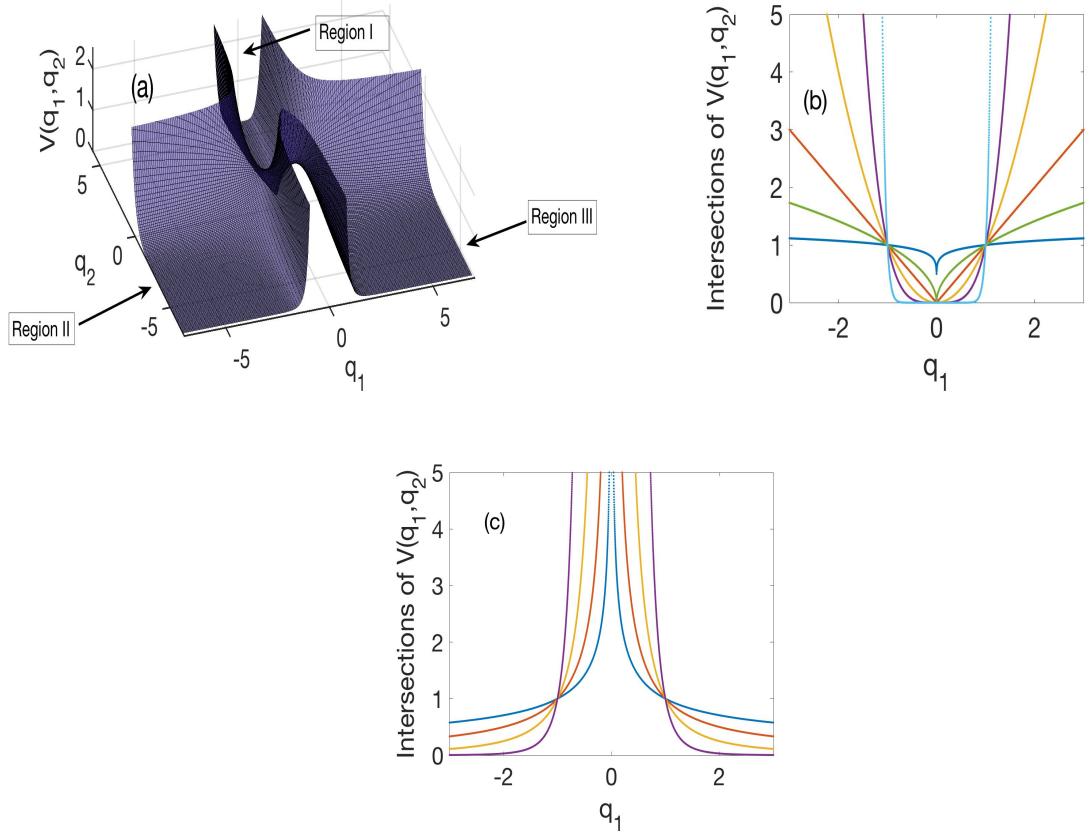 Region I
(a)
V(q1,q2)
2
1
0
5
0
-5
q2
Region II
Region III
-5
0
5
q1
(b)
Intersections of V(q1,q2)
5
4
3
2
1
0
-2
0
2
q1
(c)
Intersections of V(q1,q2)
5
4
3
2
1
0
-2
0
2
q1